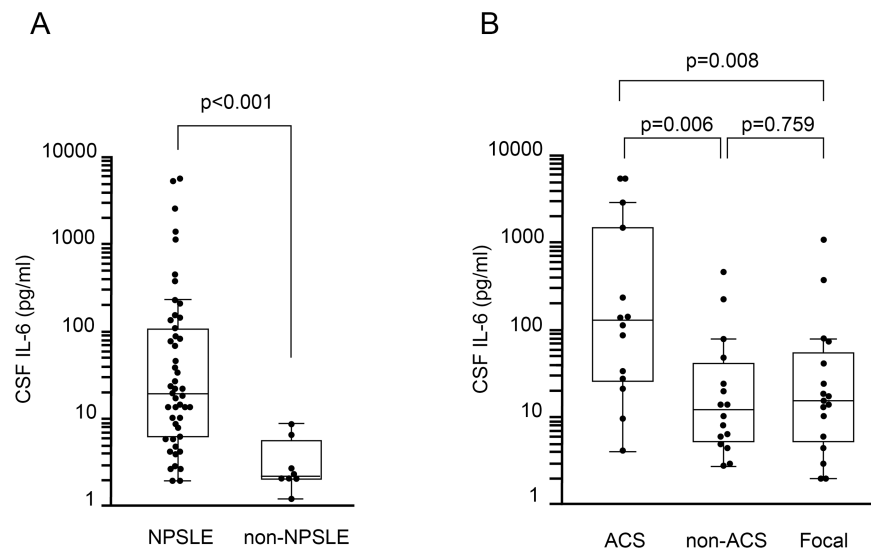 A
p<0.001
10000
1000
100
10
1
CSF IL-6 (pg/ml)
NPSLE non-NPSLE
B
p=0.008
p=0.006 p=0.759
10000
1000
100
10
1
CSF IL-6 (pg/ml)
ACS non-ACS Focal